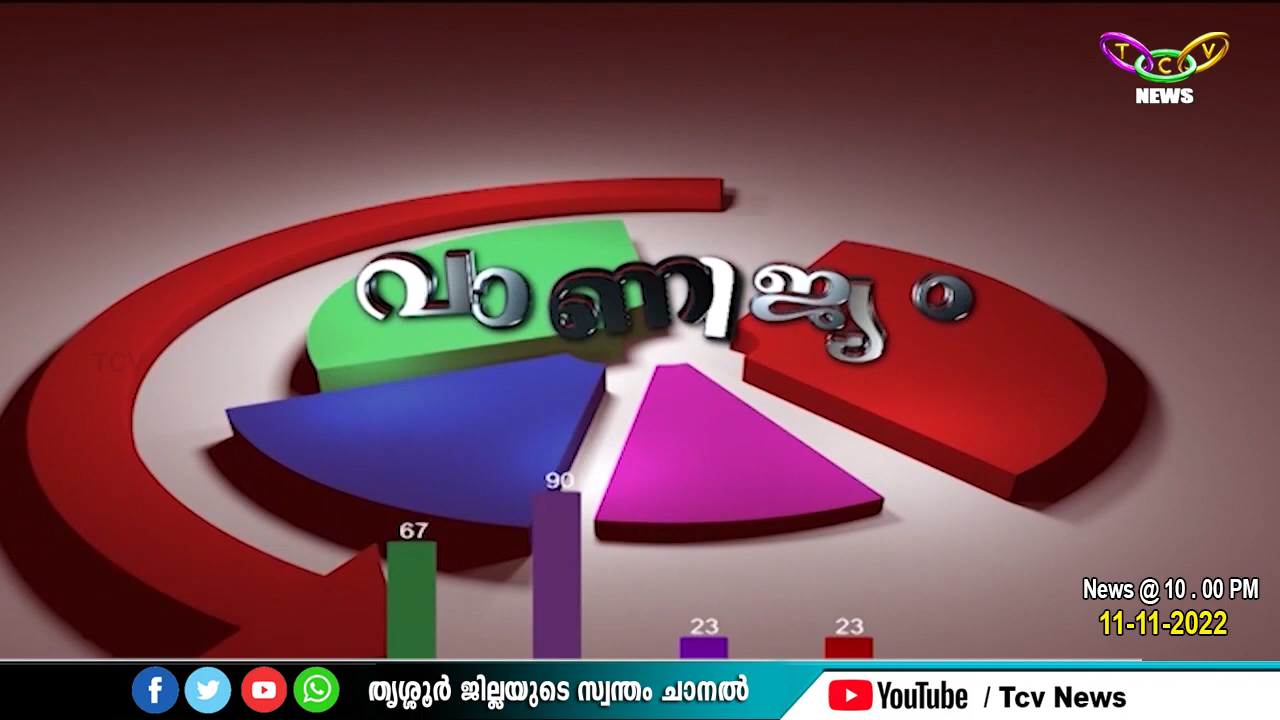 T C V
NEWS
വാണിജ്യം
TCV
90
67
23
23
News @ 10 . 00 PM
11-11-2022
തൃശ്ശൂർ ജില്ലയുടെ സ്വന്തം ചാനൽ
YouTube / Tcv News